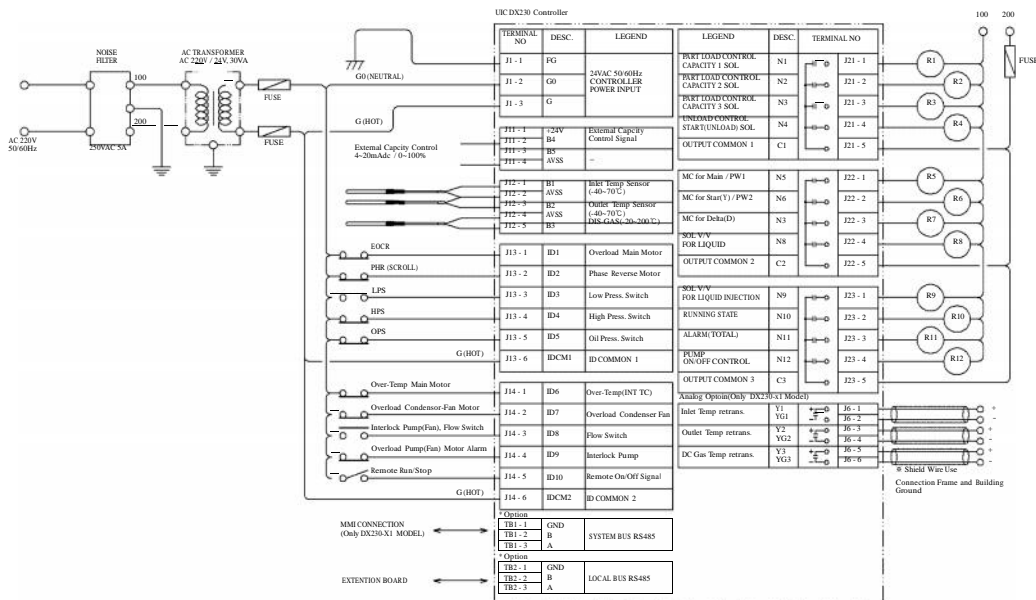 UIC DX230 Controller
100
200
FUSE
NOISE
FILTER
AC TRANSFORMER
AC 220V / 24V, 30VA
100
200
FUSE
FUSE
AC 220V
50/60Hz
250VAC 5A
G0 (NEUTRAL)
G (HOT)
External Capacity Control
4~20mAdc / 0~100%
EOCR
PHR (SCROLL)
LPS
HPS
OPS
G (HOT)
Over-Temp Main Motor
Overload Condensor-Fan Motor
Interlock Pump(Fan), Flow Switch
Overload Pump(Fan) Motor Alarm
Remote Run/Stop
G (HOT)
MMI CONNECTION
(Only DX230-X1 MODEL)
EXTENTION BOARD
TERMINAL NO DESC. LEGEND
J1 - 1 FG
J1 - 2 G0
J1 - 3 G
24VAC 50/60Hz
CONTROLLER
POWER INPUT
J11 - 1 +24V External Capcity
J11 - 2 B4 Control Signal
J11 - 3 B5
J11 - 4 AVSS –
J12 - 1 B1 Inlet Temp Sensor
J12 - 2 AVSS (-40~70℃)
J12 - 3 B2 Outlet Temp Sensor
J12 - 4 AVSS (-40~70℃)
J12 - 5 B3 DIS-GAS(-20~200℃)
J13 - 1 ID1 Overload Main Motor
J13 - 2 ID2 Phase Reverse Motor
J13 - 3 ID3 Low Press. Switch
J13 - 4 ID4 High Press. Switch
J13 - 5 ID5 Oil Press. Switch
J13 - 6 IDCM1 ID COMMON 1
J14 - 1 ID6 Over-Temp(INT TC)
J14 - 2 ID7 Overload Condenser Fan
J14 - 3 ID8 Flow Switch
J14 - 4 ID9 Interlock Pump
J14 - 5 ID10 Remote On/Off Signal
J14 - 6 IDCM2 ID COMMON 2
* Option
TB1 - 1 GND
TB1 - 2 B SYSTEM BUS RS485
TB1 - 3 A
* Option
TB2 - 1 GND
TB2 - 2 B LOCAL BUS RS485
TB2 - 3 A
LEGEND DESC. TERMINAL NO
PART LOAD CONTROL
CAPACITY 1 SOL N1 J21 - 1 R1
PART LOAD CONTROL
CAPACITY 2 SOL N2 J21 - 2 R2
PART LOAD CONTROL
CAPACITY 3 SOL N3 J21 - 3 R3
UNLOAD CONTROL
START(UNLOAD) SOL N4 J21 - 4 R4
OUTPUT COMMON 1 C1 J21 - 5
MC for Main / PW1 N5 J22 - 1 R5
MC for Star(Y) / PW2 N6 J22 - 2 R6
MC for Delta(D) N3 J22 - 3 R7
SOL V/V
FOR LIQUID N8 J22 - 4 R8
OUTPUT COMMON 2 C2 J22 - 5
SOL V/V
FOR LIQUID INJECTION N9 J23 - 1 R9
RUNNING STATE N10 J23 - 2 R10
ALARM(TOTAL) N11 J23 - 3 R11
PUMP
ON/OFF CONTROL N12 J23 - 4 R12
OUTPUT COMMON 3 C3 J23 - 5
Analog Optoin(Only DX230-x1 Model)
Inlet Temp retrans. Y1 + J6 - 1 +
YG1 - J6 - 2 -
Outlet Temp retrans. Y2 + J6 - 3 +
YG2 - J6 - 4 -
DC Gas Temp retrans. Y3 + J6 - 5 +
YG3 - J6 - 6 -
※ Shield Wire Use
Connection Frame and Building
Ground